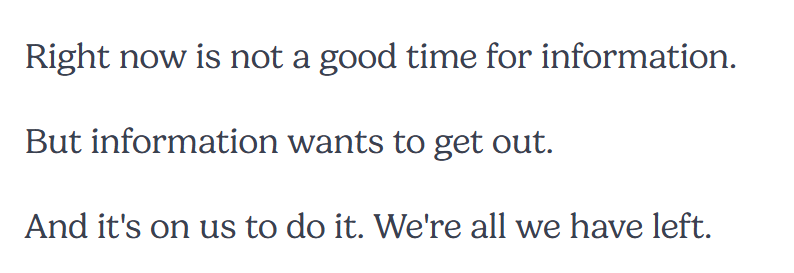 Right now is not a good time for information.
But information wants to get out.
And it's on us to do it. We're all we have left.